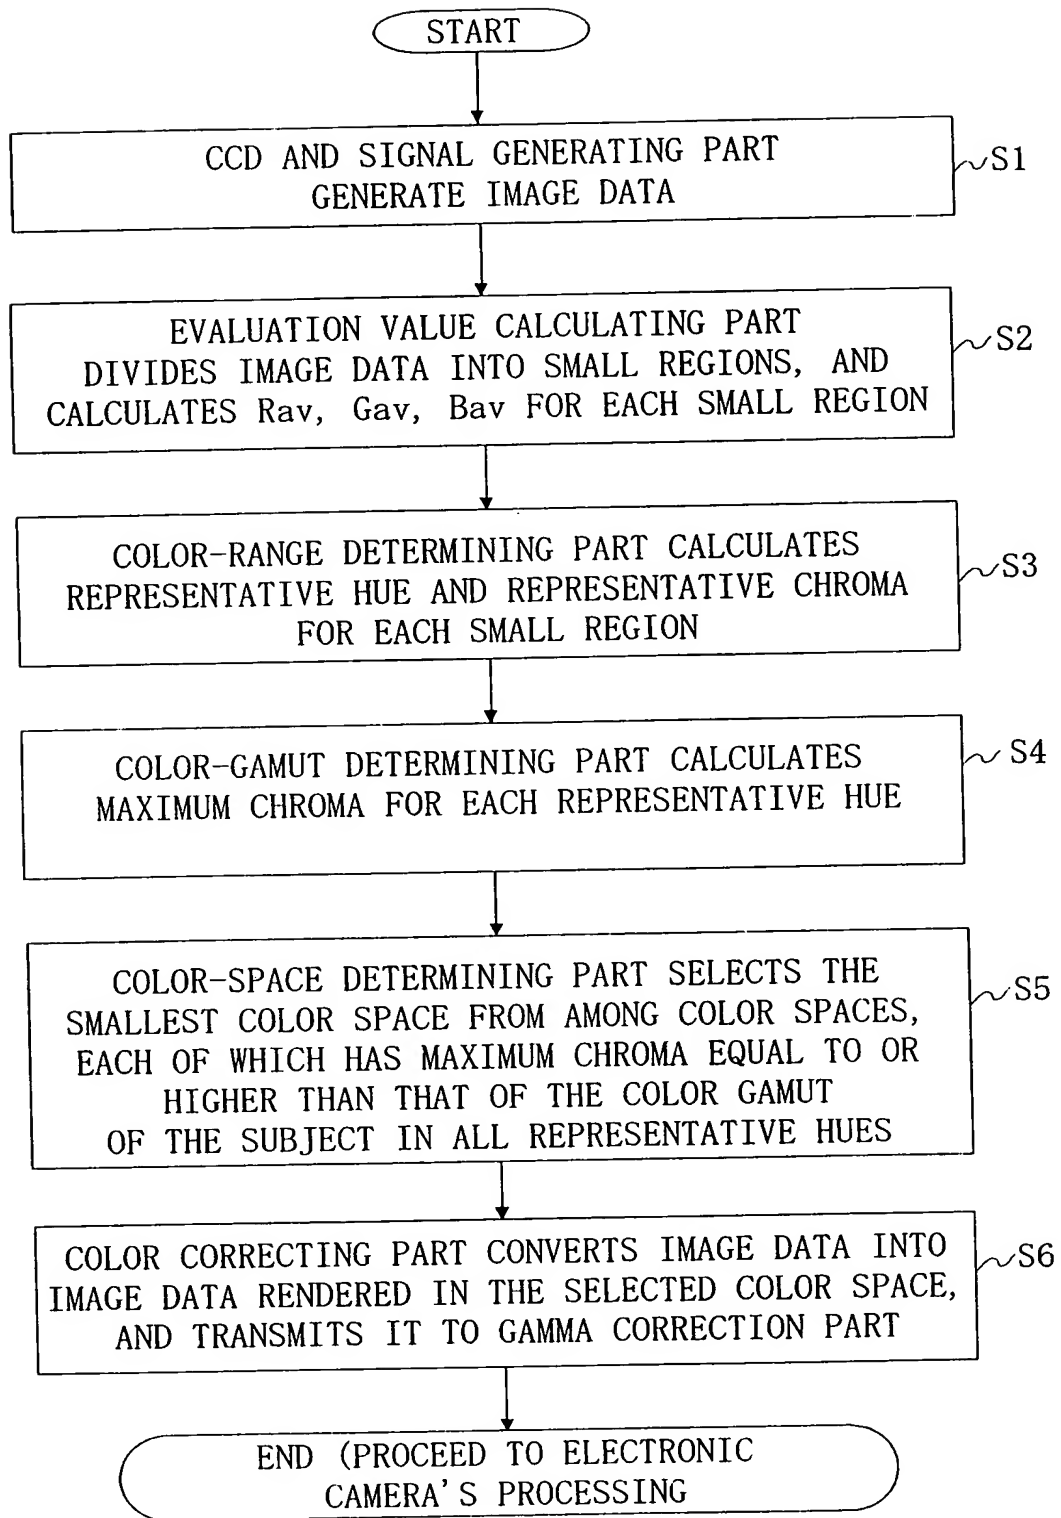 START
CCD AND SIGNAL GENERATING PART
GENERATE IMAGE DATA
S1
EVALUATION VALUE CALCULATING PART
DIVIDES IMAGE DATA INTO SMALL REGIONS, AND
CALCULATES Rav, Gav, Bav FOR EACH SMALL REGION
S2
COLOR-RANGE DETERMINING PART CALCULATES
REPRESENTATIVE HUE AND REPRESENTATIVE CHROMA
FOR EACH SMALL REGION
S3
COLOR-GAMUT DETERMINING PART CALCULATES
MAXIMUM CHROMA FOR EACH REPRESENTATIVE HUE
S4
COLOR-SPACE DETERMINING PART SELECTS THE
SMALLEST COLOR SPACE FROM AMONG COLOR SPACES,
EACH OF WHICH HAS MAXIMUM CHROMA EQUAL TO OR
HIGHER THAN THAT OF THE COLOR GAMUT
OF THE SUBJECT IN ALL REPRESENTATIVE HUES
S5
COLOR CORRECTING PART CONVERTS IMAGE DATA INTO
IMAGE DATA RENDERED IN THE SELECTED COLOR SPACE,
AND TRANSMITS IT TO GAMMA CORRECTION PART
S6
END (PROCEED TO ELECTRONIC
CAMERA'S PROCESSING